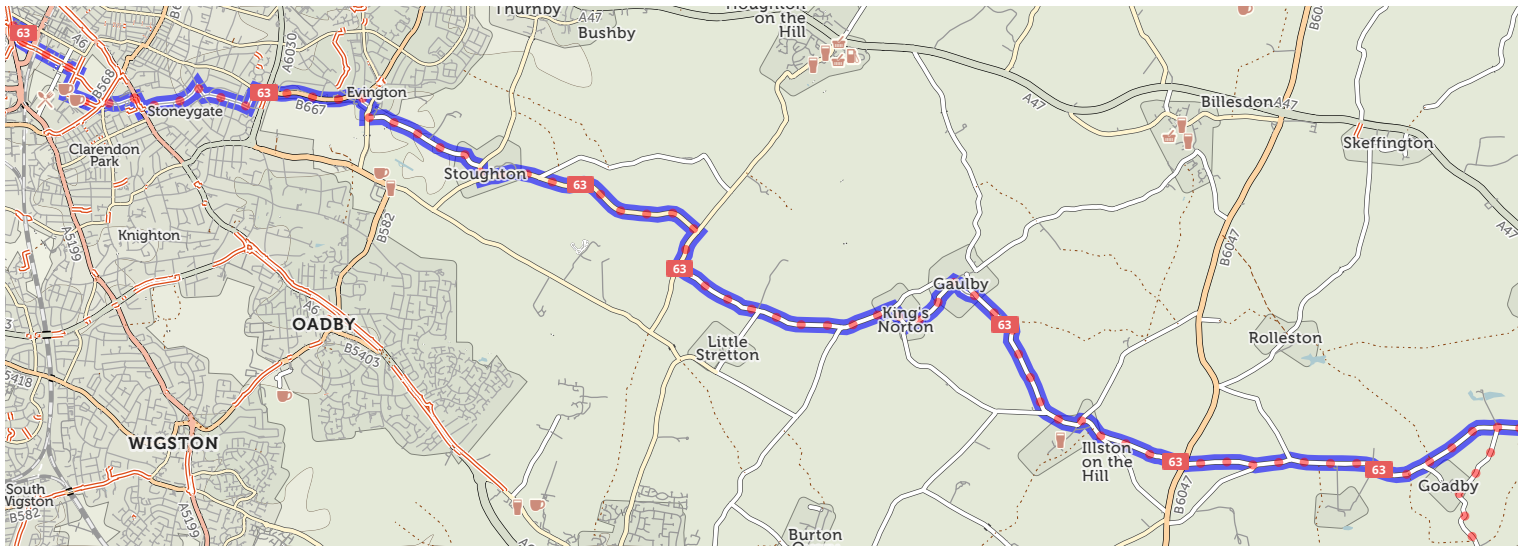 Thurnby
A47
Bushby
Houghton
on the
Hill
63
A6
A6030
B568
63
B667
Evington
Stoneygate
Clarendon
Park
A47
Billesdon
A47
Skeffington
Stoughton
63
B582
Knighton
A5199
B6047
A47
63
Gaulby
King's
Norton
63
A6
OADBY
B5403
Little
Stretton
Rolleston
B5418
WIGSTON
Illston
on the
Hill
63
63
Goadby
South
Wigston
B582
A5199
B6047
Burton